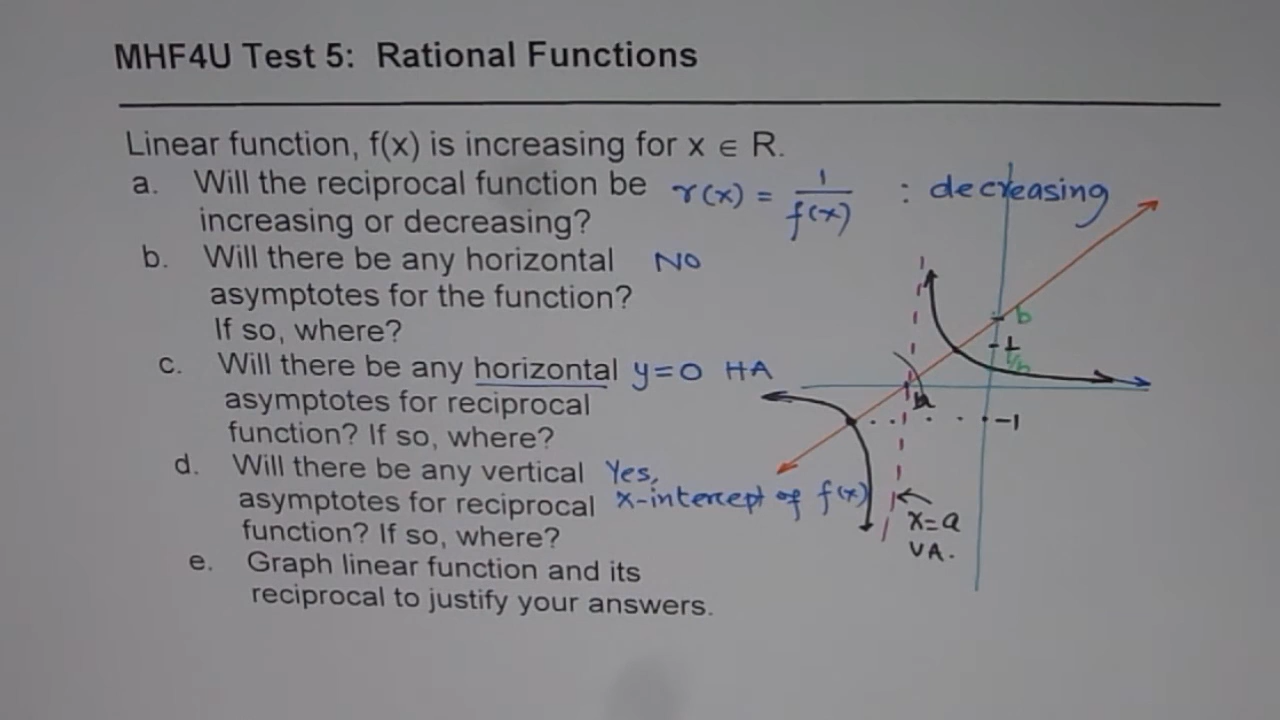 MHF4U Test 5: Rational Functions
Linear function, f(x) is increasing for x ∈ R.
a. Will the reciprocal function be
increasing or decreasing?
r(x) = 1/f(x) : decreasing
b. Will there be any horizontal
asymptotes for the function?
If so, where?
NO
c. Will there be any horizontal
asymptotes for reciprocal
function? If so, where?
y=0 HA
d. Will there be any vertical
asymptotes for reciprocal
function? If so, where?
Yes,
x-intercept of f(x)
e. Graph linear function and its
reciprocal to justify your answers.
b
1
1/b
a
-1
x=a
VA.